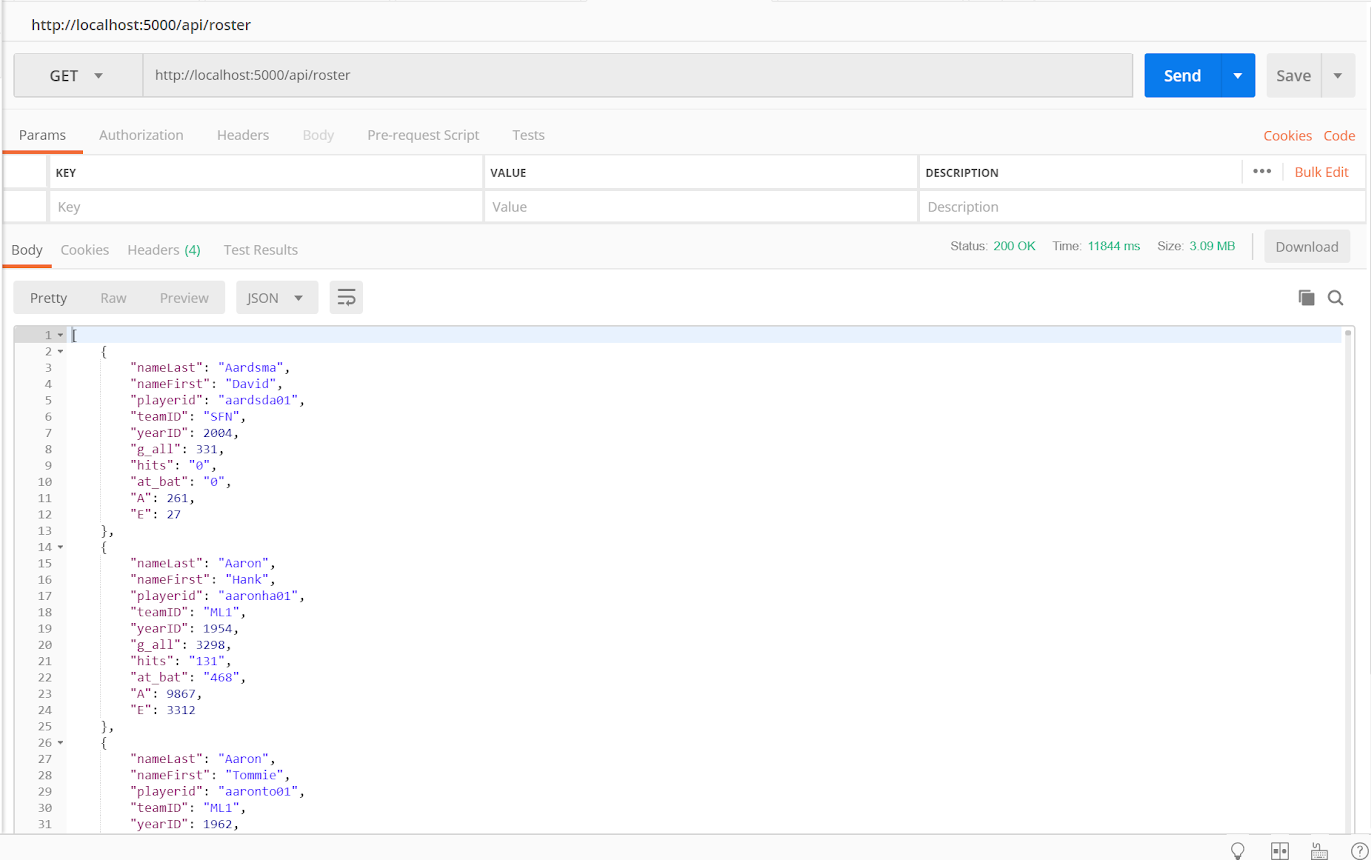 http://localhost:5000/api/roster
GET http://localhost:5000/api/roster Send Save
Params Authorization Headers Body Pre-request Script Tests Cookies Code
KEY VALUE DESCRIPTION ••• Bulk Edit
Key Value Description
Body Cookies Headers (4) Test Results Status: 200 OK Time: 11844 ms Size: 3.09 MB Download
Pretty Raw Preview JSON
1 [
2 {
3 "nameLast": "Aardsma",
4 "nameFirst": "David",
5 "playerid": "aardsda01",
6 "teamID": "SFN",
7 "yearID": 2004,
8 "g_all": 331,
9 "hits": "0",
10 "at_bat": "0",
11 "A": 261,
12 "E": 27
13 },
14 {
15 "nameLast": "Aaron",
16 "nameFirst": "Hank",
17 "playerid": "aaronha01",
18 "teamID": "ML1",
19 "yearID": 1954,
20 "g_all": 3298,
21 "hits": "131",
22 "at_bat": "468",
23 "A": 9867,
24 "E": 3312
25 },
26 {
27 "nameLast": "Aaron",
28 "nameFirst": "Tommie",
29 "playerid": "aaronto01",
30 "teamID": "ML1",
31 "yearID": 1962,